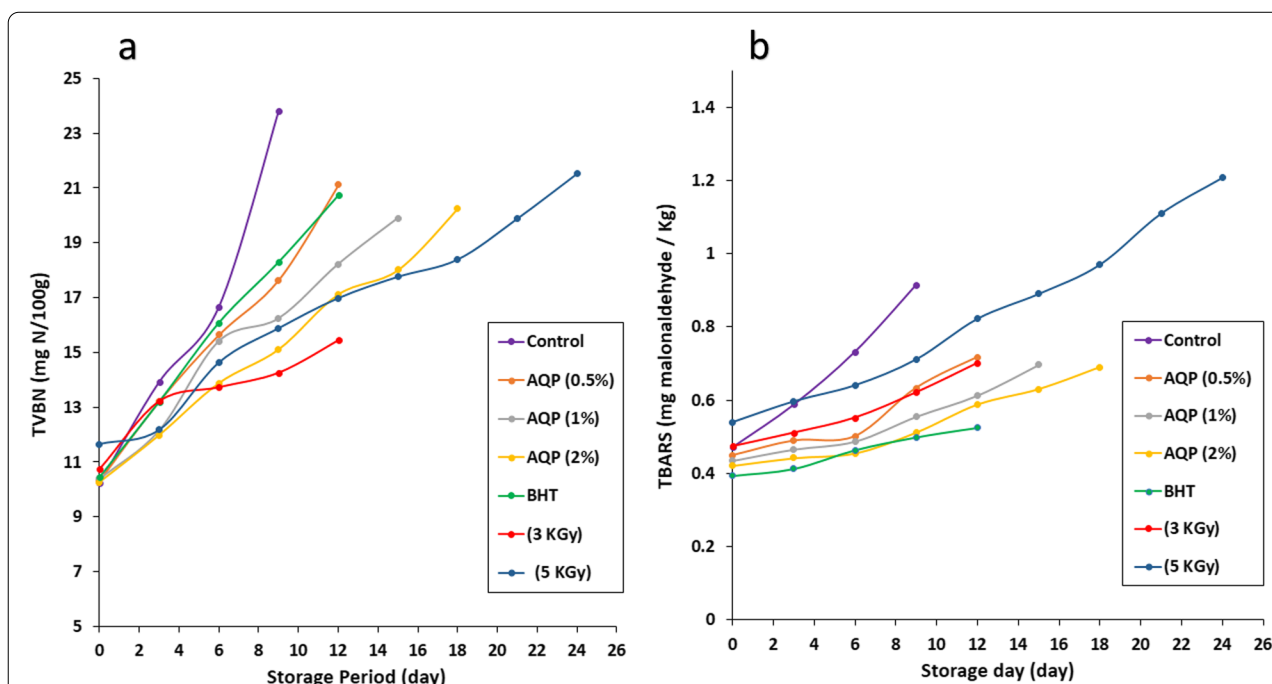 a
25
23
21
19
17
15
13
11
9
7
5
TVBN (mg N/100g)
0 2 4 6 8 10 12 14 16 18 20 22 24 26
Storage Period (day)
Control
AQP (0.5%)
AQP (1%)
AQP (2%)
BHT
(3 KGy)
(5 KGy)
b
1.4
1.2
1
0.8
0.6
0.4
0.2
0
TBARS (mg malonaldehyde / Kg)
0 2 4 6 8 10 12 14 16 18 20 22 24 26
Storage day (day)
Control
AQP (0.5%)
AQP (1%)
AQP (2%)
BHT
(3 KGy)
(5 KGy)